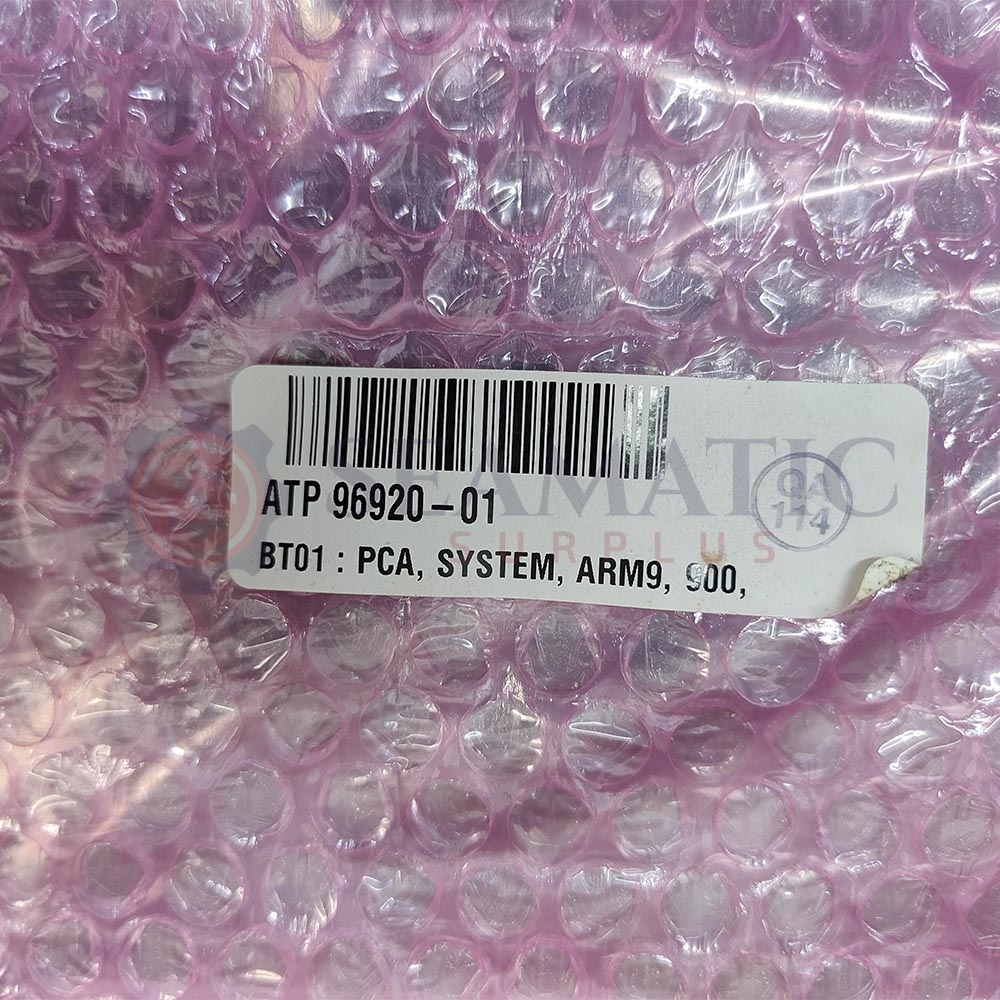 SEAMATIC
SURPLUS
ATP 96920-01
BT01 : PCA, SYSTEM, ARM9, 900,
QA
114